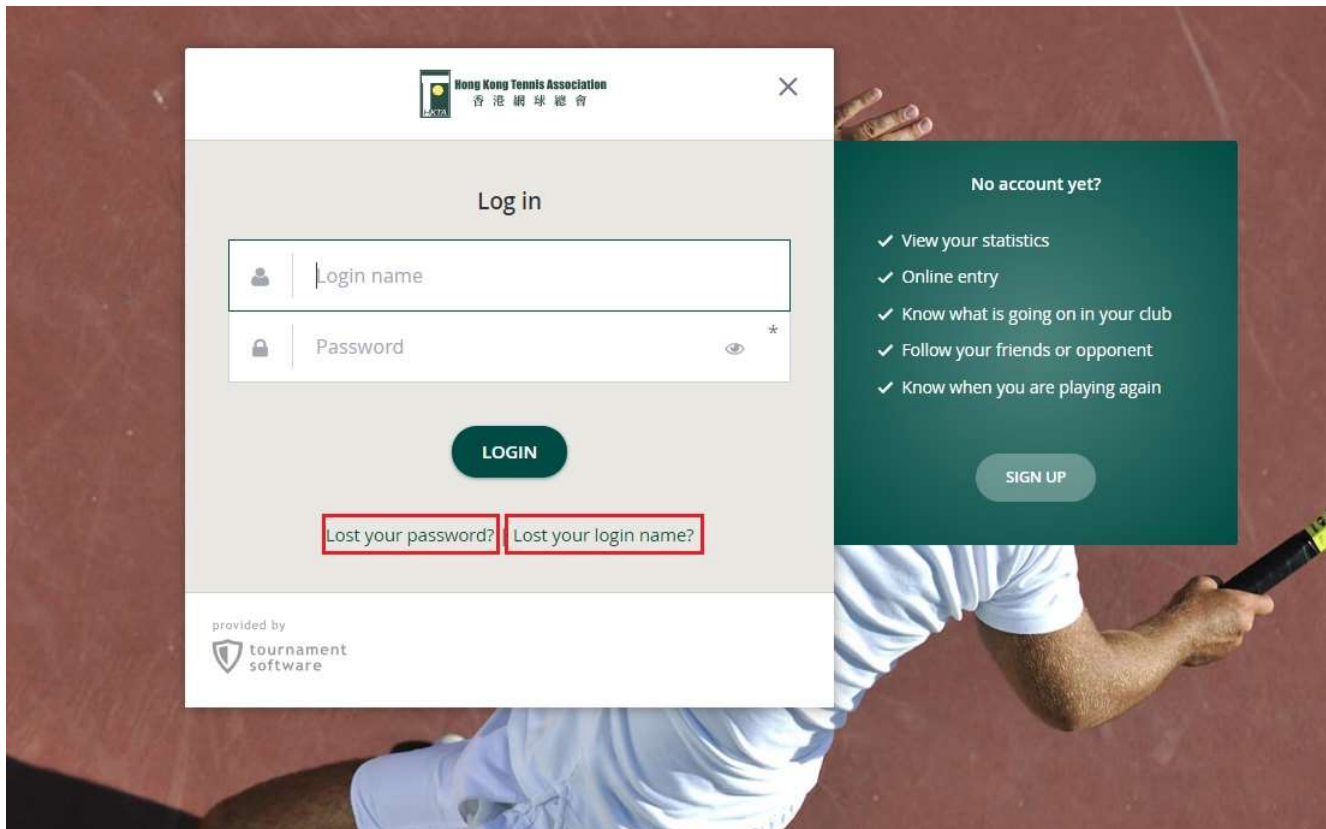 Hong Kong Tennis Association
香港網球總會
HKTA
Log in
Login name
Password
*
LOGIN
Lost your password? | Lost your login name?
provided by
tournament
software
No account yet?
View your statistics
Online entry
Know what is going on in your club
Follow your friends or opponent
Know when you are playing again
SIGN UP